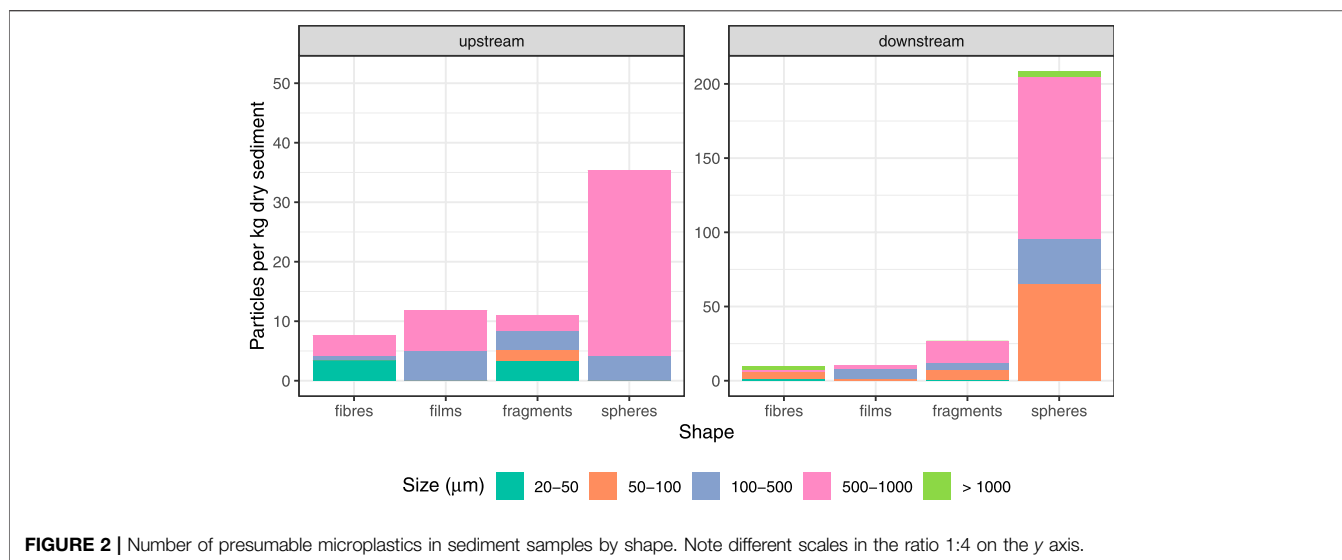 upstream
downstream
Particles per kg dry sediment
50
40
30
20
10
0
200
150
100
50
0
fibres
films
fragments
spheres
fibres
films
fragments
spheres
Shape
Size (μm)
20−50
50−100
100−500
500−1000
> 1000
FIGURE 2 | Number of presumable microplastics in sediment samples by shape. Note different scales in the ratio 1:4 on the y axis.